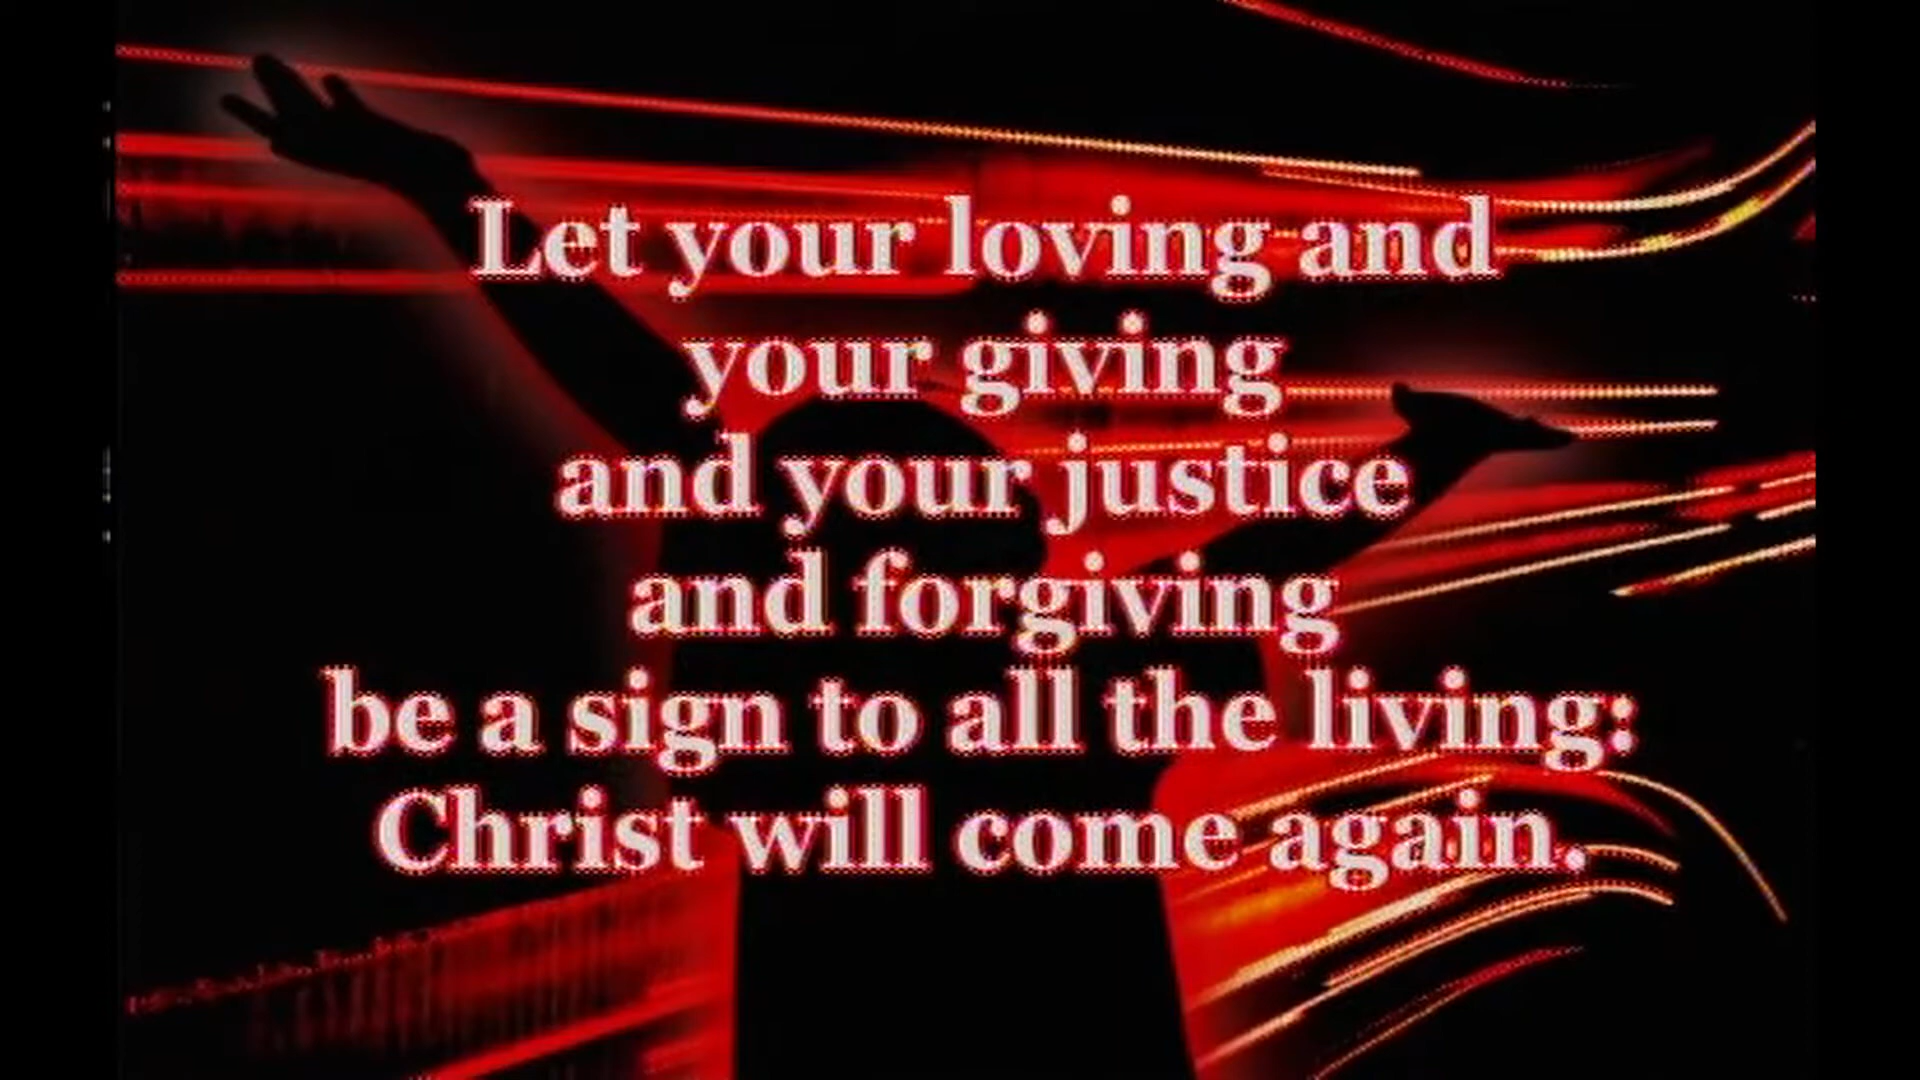 Let your loving and
your giving
and your justice
and forgiving
be a sign to all the living:
Christ will come again.